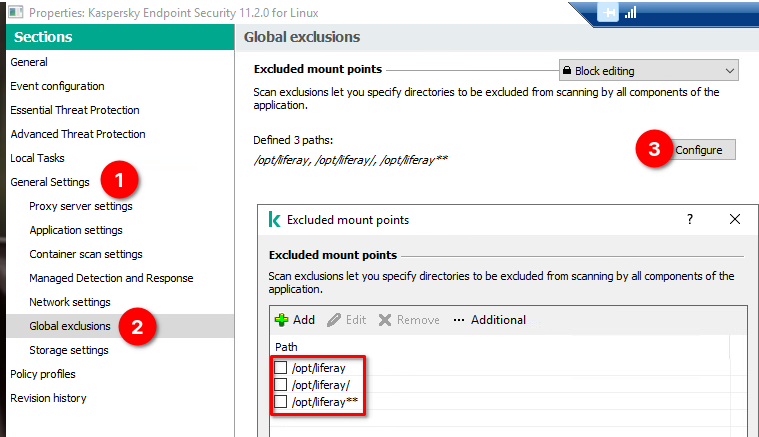 Properties: Kaspersky Endpoint Security 11.2.0 for Linux
Sections
General
Event configuration
Essential Threat Protection
Advanced Threat Protection
Local Tasks
General Settings
1
Proxy server settings
Application settings
Container scan settings
Managed Detection and Response
Network settings
Global exclusions
2
Storage settings
Policy profiles
Revision history
Global exclusions
Excluded mount points
Block editing
Scan exclusions let you specify directories to be excluded from scanning by all components of the
application.
Defined 3 paths:
/opt/liferay, /opt/liferay/, /opt/liferay**
3
Configure
Excluded mount points
?
Excluded mount points
Scan exclusions let you specify directories to be excluded from scanning by all components of the
application.
Add Edit Remove ... Additional
Path
/opt/liferay
/opt/liferay/
/opt/liferay**